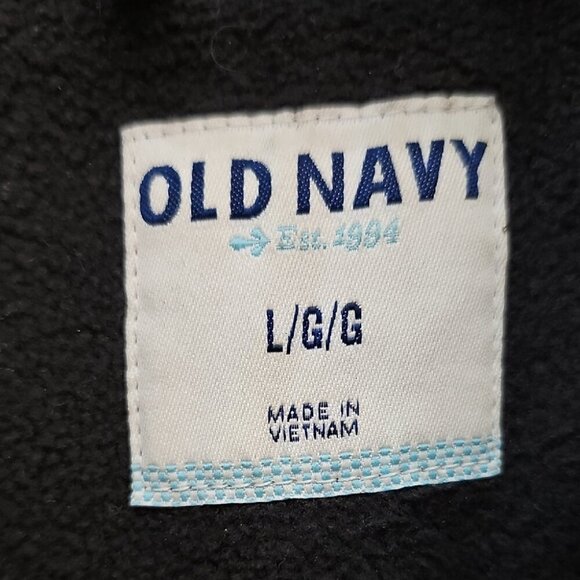 OLD NAVY
Est. 1994
L/G/G
MADE IN
VIETNAM